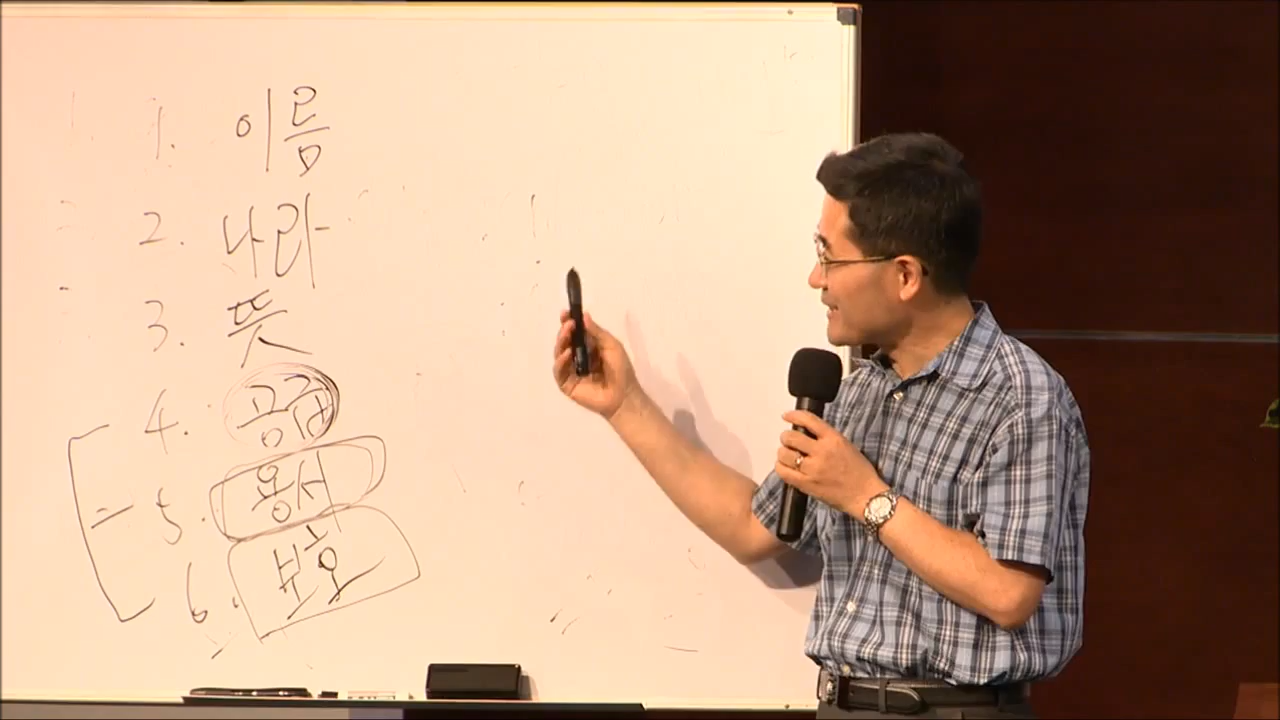 1. 이름
2. 나라
3. 뜻
4. 공급
5. 용서
6. 보호